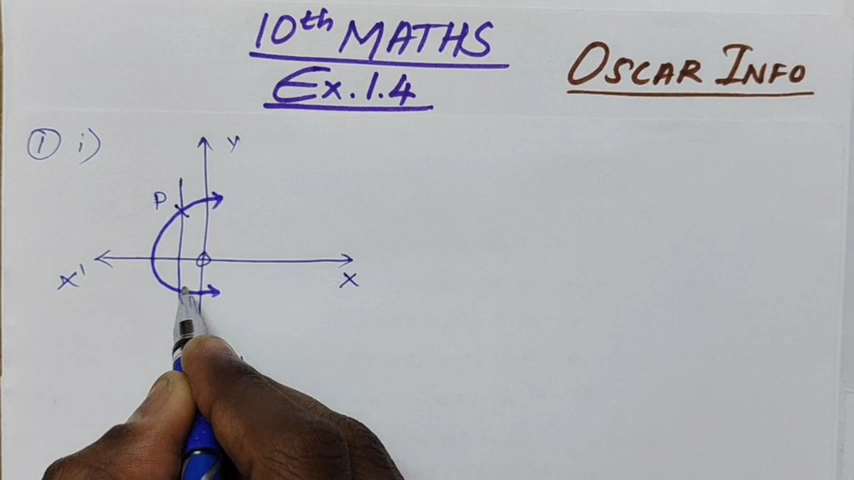 10th MATHS
Ex.1.4
OSCAR INFO
① i)
Y
P
X'
X